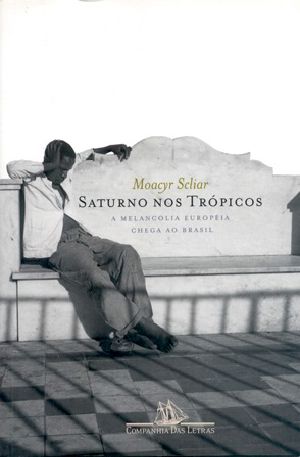 Moacyr Scliar
SATURNO NOS TRÓPICOS
A MELANCOLIA EUROPÉIA
CHEGA AO BRASIL
COMPANHIA DAS LETRAS